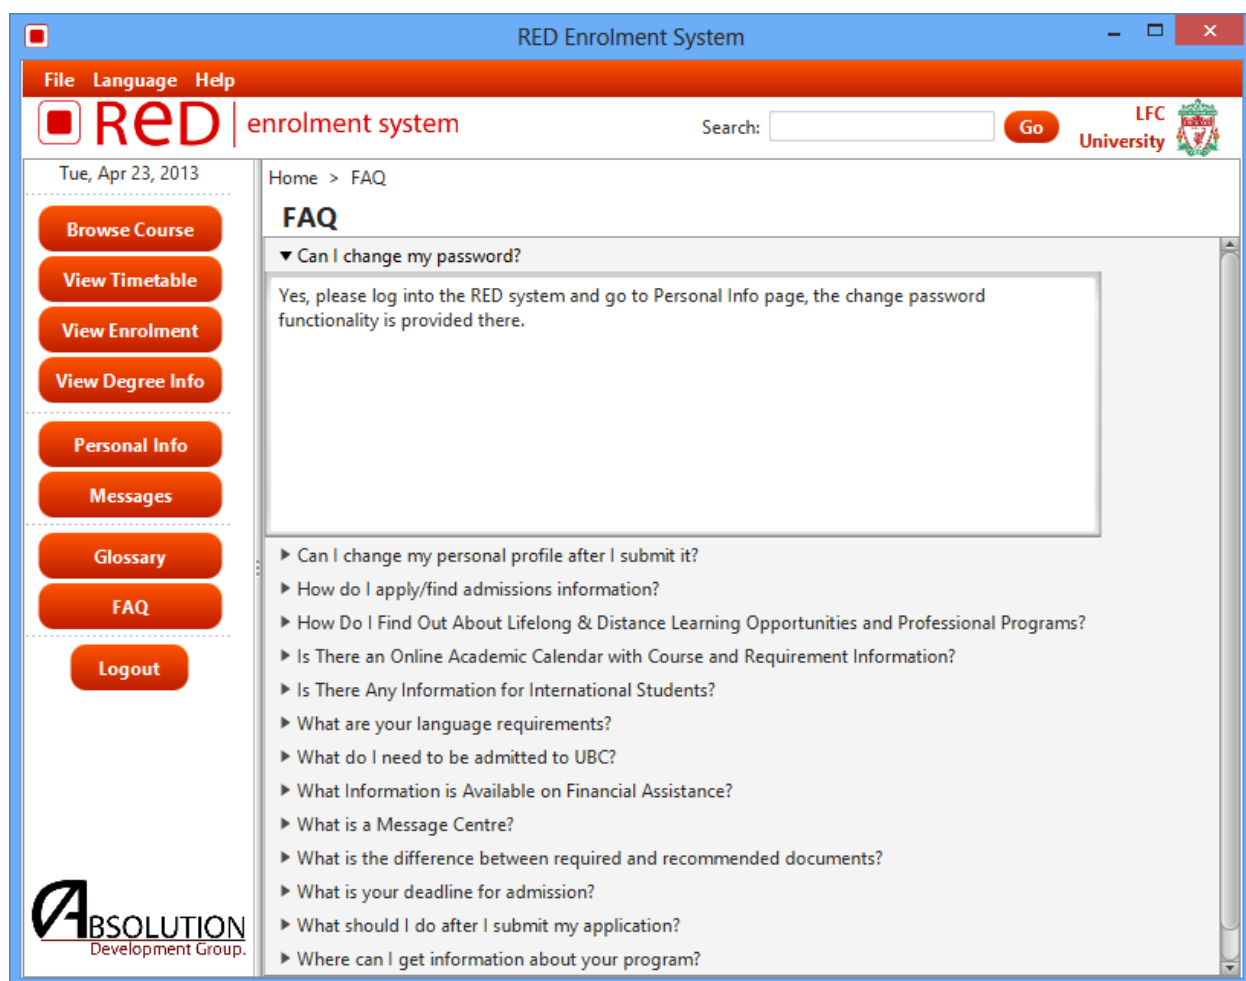 RED Enrolment System
File Language Help
ReD enrolment system
Search:
Go
LFC
University
Tue, Apr 23, 2013
Browse Course
View Timetable
View Enrolment
View Degree Info
Personal Info
Messages
Glossary
FAQ
Logout
ABSOLUTION
Development Group.
Home > FAQ
FAQ
Can I change my password?
Yes, please log into the RED system and go to Personal Info page, the change password
functionality is provided there.
Can I change my personal profile after I submit it?
How do I apply/find admissions information?
How Do I Find Out About Lifelong & Distance Learning Opportunities and Professional Programs?
Is There an Online Academic Calendar with Course and Requirement Information?
Is There Any Information for International Students?
What are your language requirements?
What do I need to be admitted to UBC?
What Information is Available on Financial Assistance?
What is a Message Centre?
What is the difference between required and recommended documents?
What is your deadline for admission?
What should I do after I submit my application?
Where can I get information about your program?